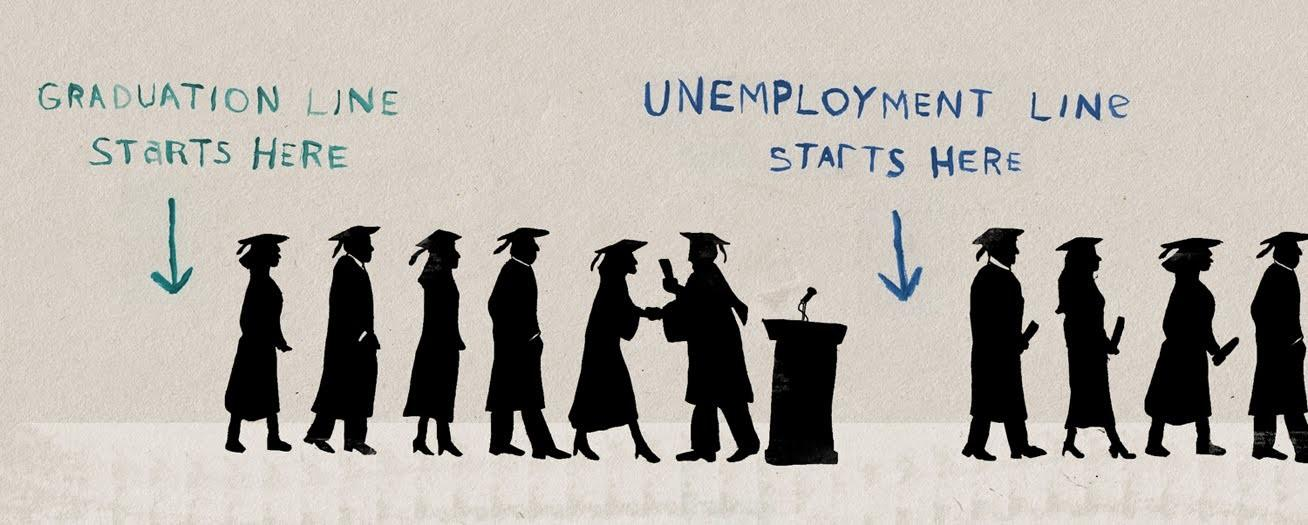 GRADUATION LINE
STaRTS HERE
UNEMPLOYMENT LINe
STArTS HERE